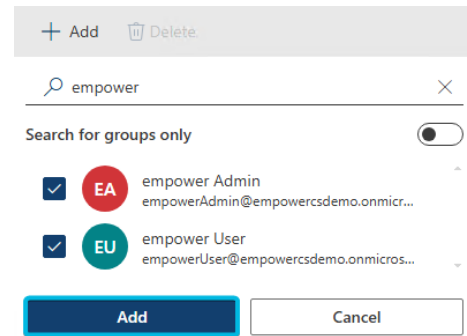 Add Delete
empower
Search for groups only
EA
empower Admin
empowerAdmin@empowercsdemo.onmicr...
EU
empower User
empowerUser@empowercsdemo.onmicros...
Add Cancel